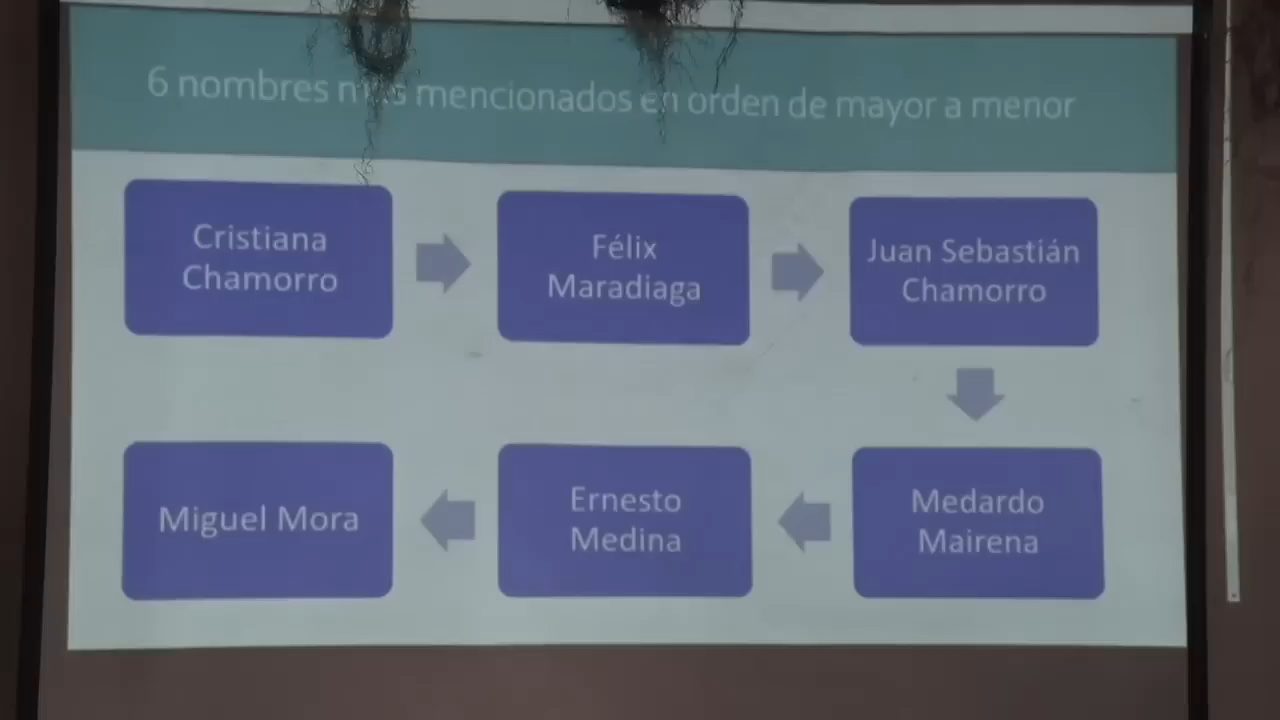 6 nombres más mencionados en orden de mayor a menor
Cristiana
Chamorro
Félix
Maradiaga
Juan Sebastián
Chamorro
Medardo
Mairena
Ernesto
Medina
Miguel Mora